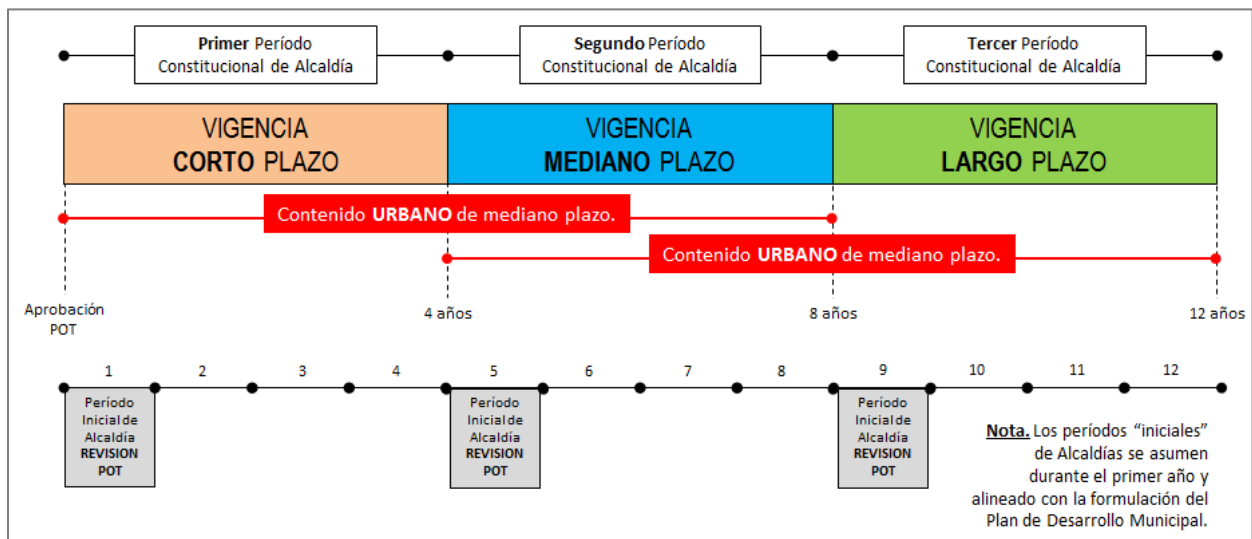 Primer Período
Constitucional de Alcaldía
Segundo Período
Constitucional de Alcaldía
Tercer Período
Constitucional de Alcaldía
VIGENCIA
CORTO PLAZO
VIGENCIA
MEDIANO PLAZO
VIGENCIA
LARGO PLAZO
Contenido URBANO de mediano plazo.
Contenido URBANO de mediano plazo.
Aprobación
POT
4 años
8 años
12 años
1 2 3 4 5 6 7 8 9 10 11 12
Período
Inicial de
Alcaldía
REVISION
POT
Período
Inicial de
Alcaldía
REVISION
POT
Período
Inicial de
Alcaldía
REVISION
POT
Nota. Los períodos “iniciales”
de Alcaldías se asumen
durante el primer año y
alineado con la formulación del
Plan de Desarrollo Municipal.